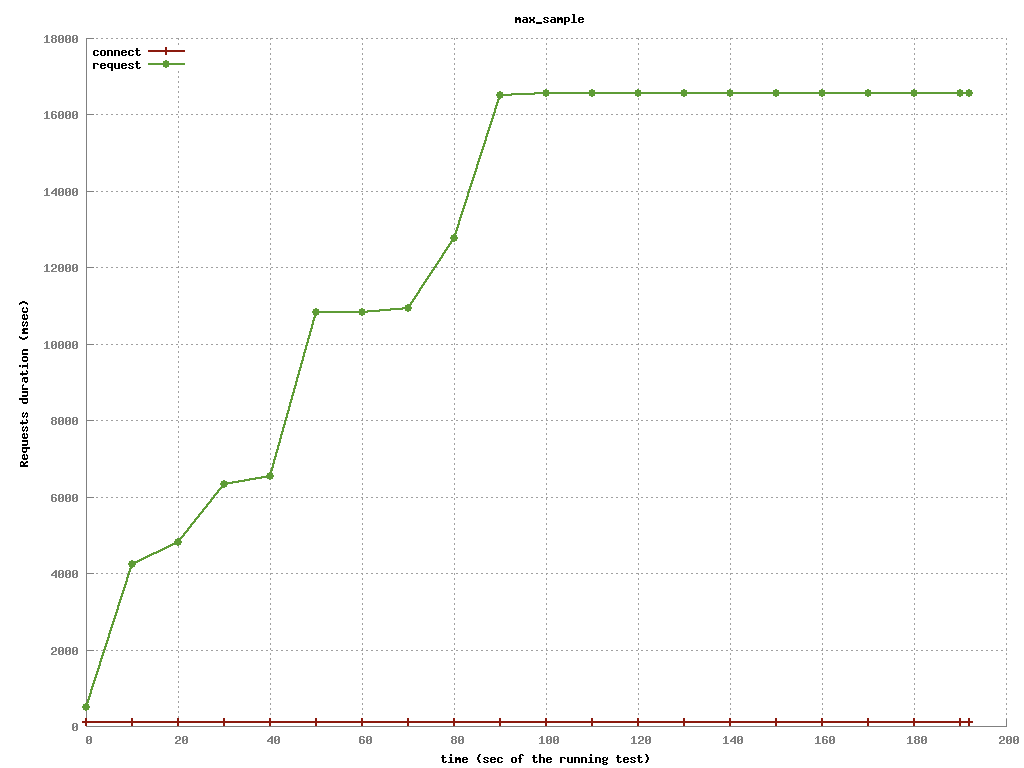 max_sample
18000
connect
request
16000
14000
12000
10000
8000
6000
4000
2000
0
Requests duration (msec)
0 20 40 60 80 100 120 140 160 180 200
time (sec of the running test)